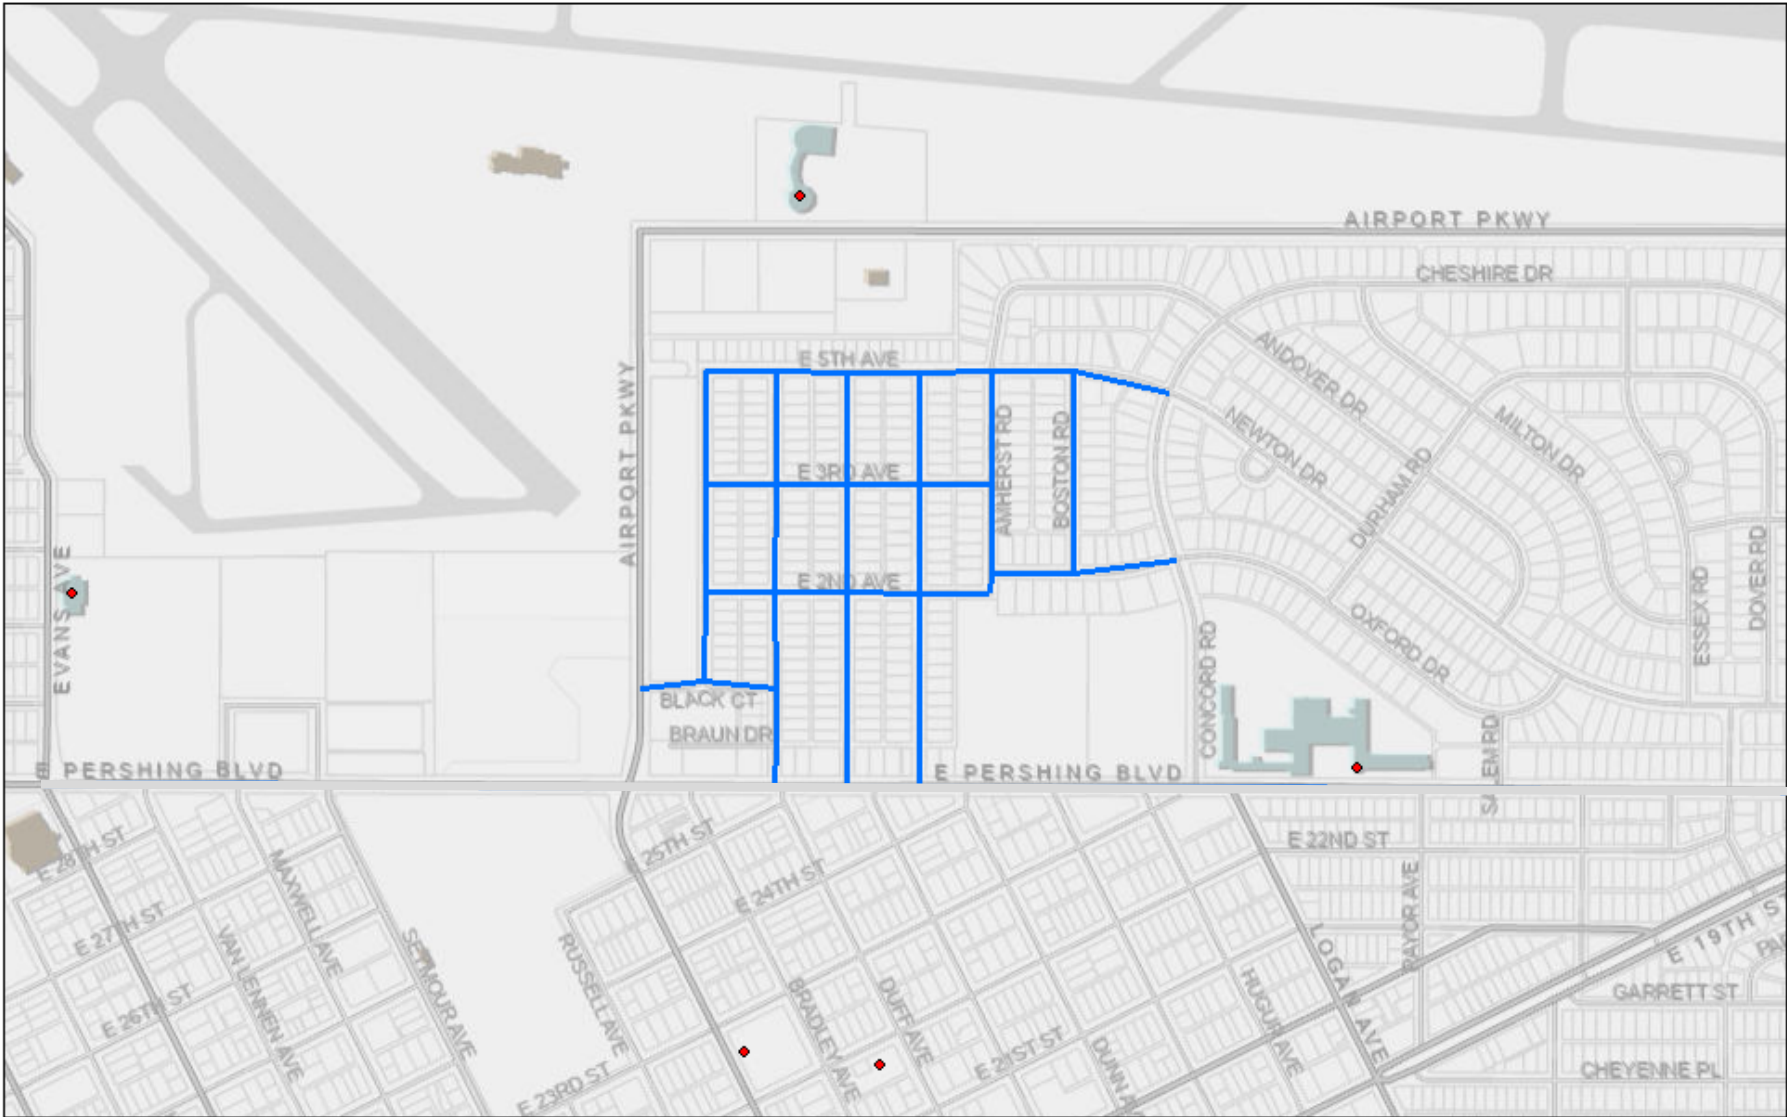 AIRPORT PKWY
CHESHIRE DR
E 5TH AVE
ANDOVER DR
AIRPORT PKWY
NEWTON DR
MILTON DR
AMHERST RD
BOSTON RD
E 3RD AVE
DURHAM RD
E 2ND AVE
EVANS AVE
DOVER RD
ESSEX RD
OXFORD DR
CONCORD RD
BLACK CT
BRAUN DR
SALEM RD
E PERSHING BLVD
E PERSHING BLVD
E 28TH ST
E 25TH ST
E 22ND ST
MAXWELL AVE
E 24TH ST
PAYOR AVE
E 27TH ST
VAN LENNEN AVE
SEYMOUR AVE
RUSSELL AVE
E 19TH S
LOGAN AVE
E 26TH ST
BRADLEY AVE
DUFF AVE
HUGUR AVE
GARRETT ST
E 21ST ST
DUNN A
E 23RD ST
CHEYENNE PL